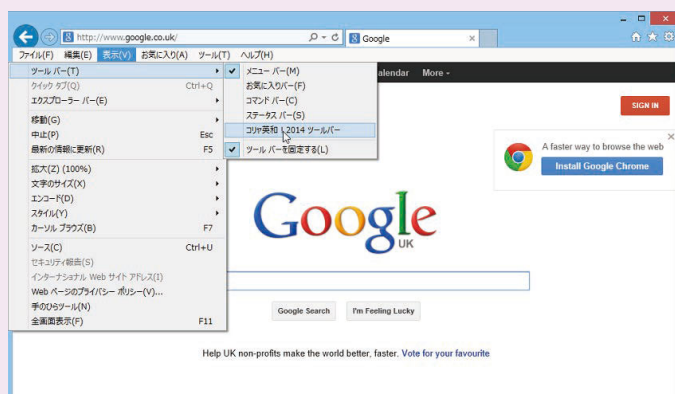 http://www.google.co.uk/
Google
ファイル(F) 編集(E) 表示(V) お気に入り(A) ツール(T) ヘルプ(H)
ツール バー(T)
クイック タブ(Q) Ctrl+Q
エクスプローラー バー(E)
移動(G)
中止(P) Esc
最新の情報に更新(R) F5
拡大(Z) (100%)
文字のサイズ(X)
エンコード(D)
スタイル(Y)
カーソル ブラウズ(B) F7
ソース(C) Ctrl+U
セキュリティ報告(S)
インターナショナル Web サイト アドレス(I)
Web ページのプライバシー ポリシー(V)...
手のひらツール(N)
全画面表示(F) F11
メニュー バー(M)
お気に入りバー(F)
コマンド バー(C)
ステータス バー(S)
コリャ英和！2014 ツールバー
ツール バーを固定する(L)
alendar More
SIGN IN
A faster way to browse the web
Install Google Chrome
Google
UK
Google Search I'm Feeling Lucky
Help UK non-profits make the world better, faster. Vote for your favourite